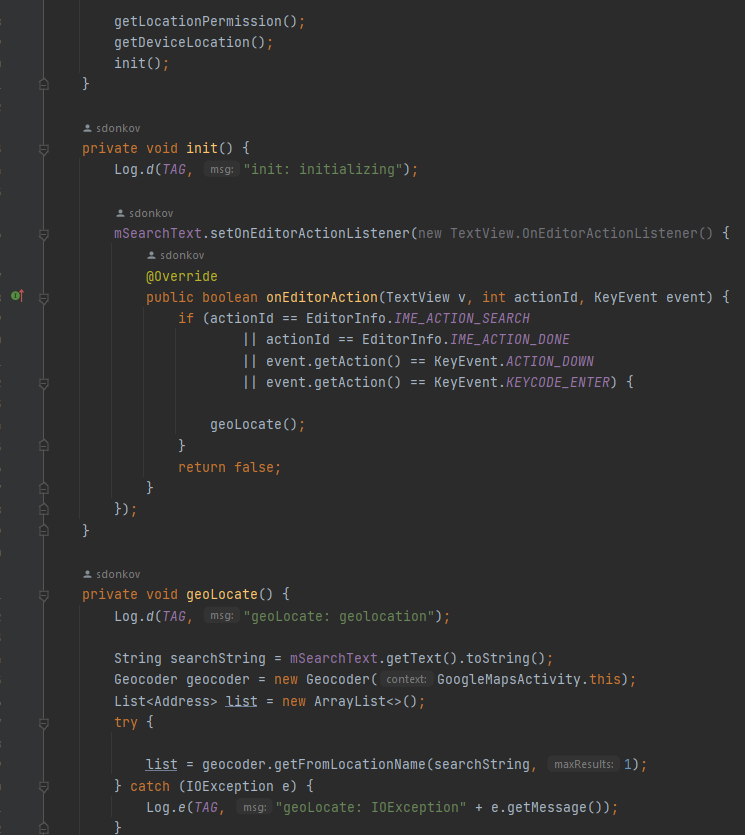 getLocationPermission();
getDeviceLocation();
init();
}
sdonkov
private void init() {
Log.d(TAG, msg: "init: initializing");
sdonkov
mSearchText.setOnEditorActionListener(new TextView.OnEditorActionListener() {
sdonkov
@Override
public boolean onEditorAction(TextView v, int actionId, KeyEvent event) {
if (actionId == EditorInfo.IME_ACTION_SEARCH
|| actionId == EditorInfo.IME_ACTION_DONE
|| event.getAction() == KeyEvent.ACTION_DOWN
|| event.getAction() == KeyEvent.KEYCODE_ENTER) {
geoLocate();
}
return false;
}
});
}
sdonkov
private void geoLocate() {
Log.d(TAG, msg: "geoLocate: geolocation");
String searchString = mSearchText.getText().toString();
Geocoder geocoder = new Geocoder( context: GoogleMapsActivity.this);
List<Address> list = new ArrayList<>();
try {
list = geocoder.getFromLocationName(searchString, maxResults: 1);
} catch (IOException e) {
Log.e(TAG, msg: "geoLocate: IOException" + e.getMessage());
}